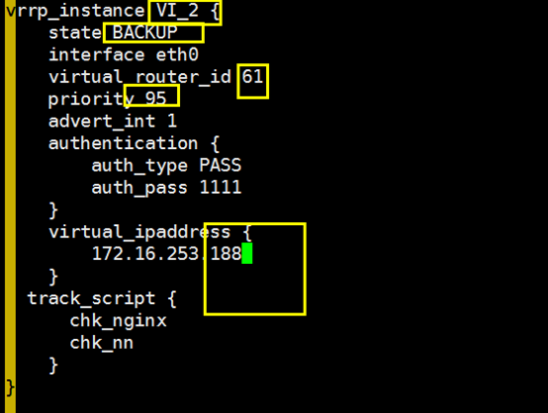 vrrp_instance VI_2 {
state BACKUP
interface eth0
virtual_router_id 61
priority 95
advert_int 1
authentication {
auth_type PASS
auth_pass 1111
}
virtual_ipaddress {
172.16.253.188
}
track_script {
chk_nginx
chk_nn
}
}